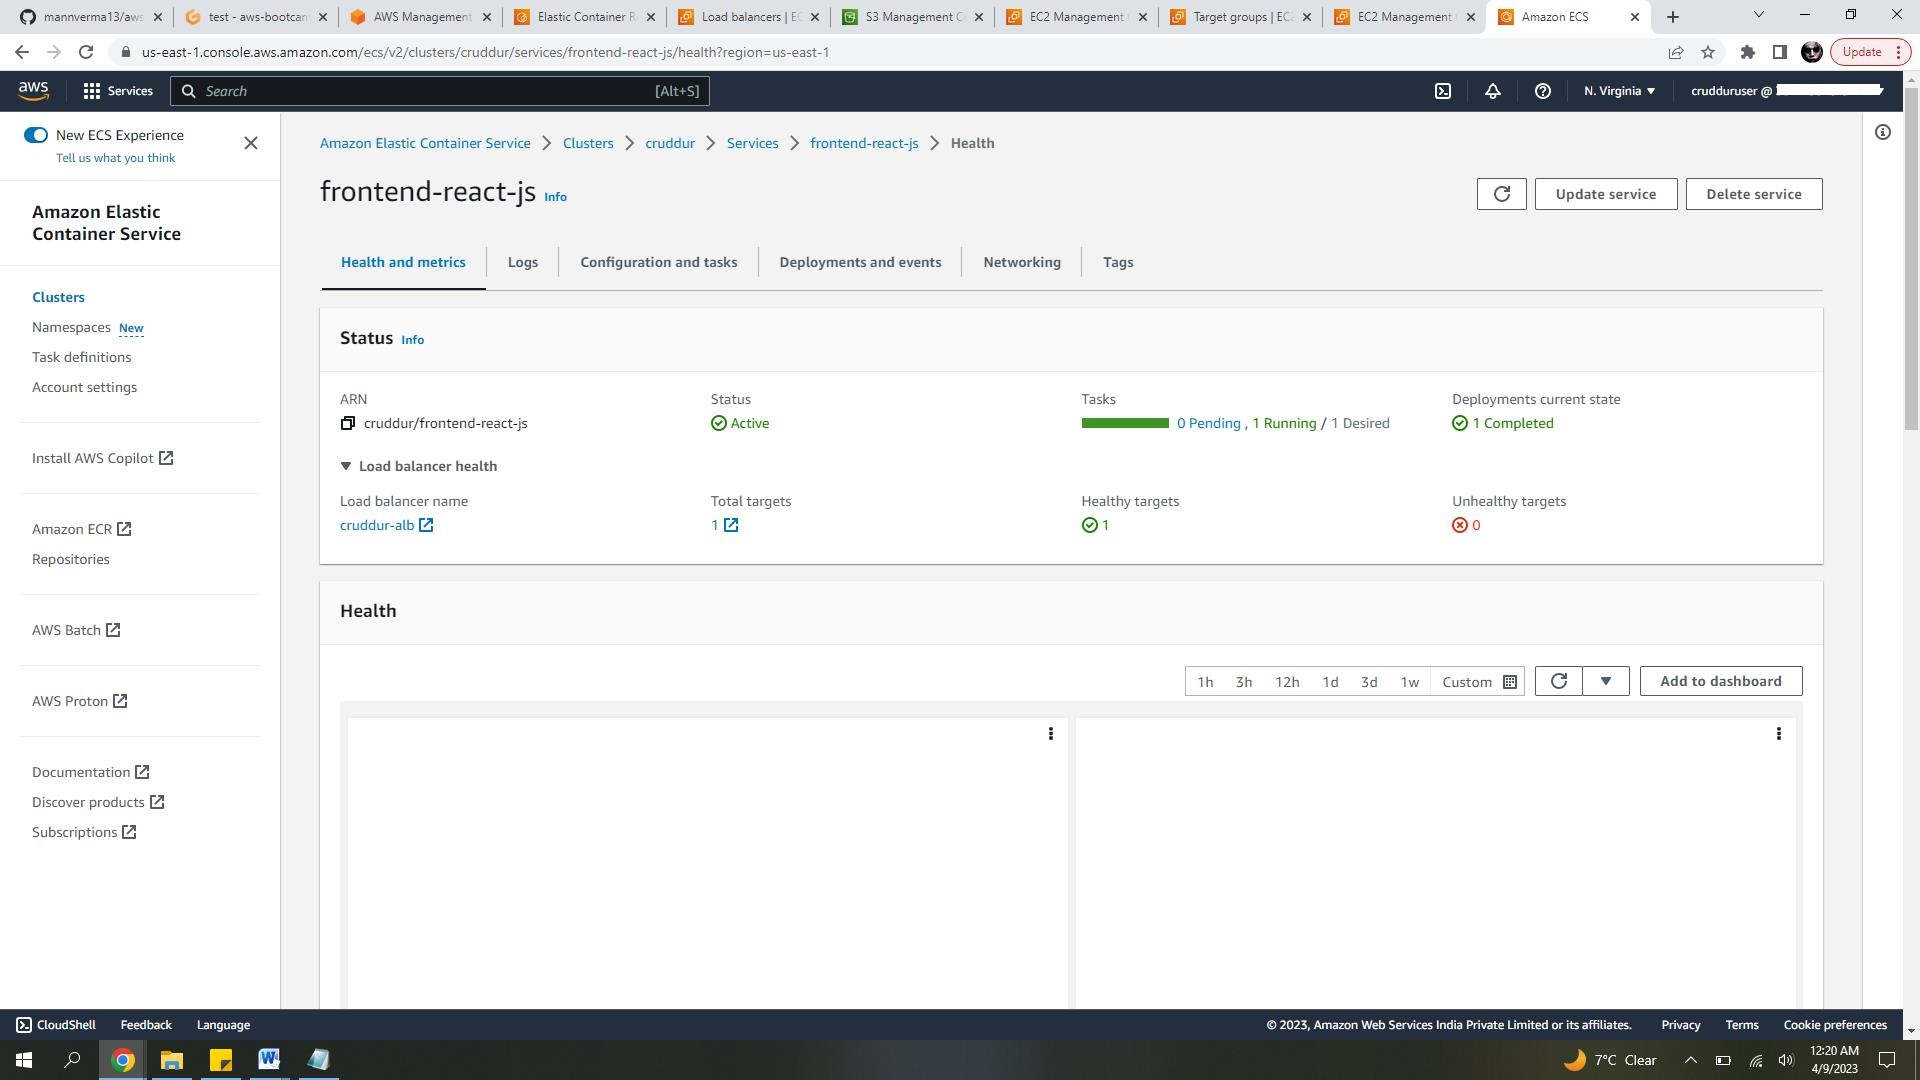 mannverma13/aws
test - aws-bootcam
AWS Management
Elastic Container R
Load balancers | EC
S3 Management C
EC2 Management
Target groups | EC2
EC2 Management
Amazon ECS
us-east-1.console.aws.amazon.com/ecs/v2/clusters/cruddur/services/frontend-react-js/health?region=us-east-1
Update
aws
Services
Search
[Alt+S]
N. Virginia
crudduruser @
New ECS Experience
Tell us what you think
Amazon Elastic
Container Service
Clusters
Namespaces New
Task definitions
Account settings
Install AWS Copilot
Amazon ECR
Repositories
AWS Batch
AWS Proton
Documentation
Discover products
Subscriptions
Amazon Elastic Container Service
Clusters
cruddur
Services
frontend-react-js
Health
frontend-react-js Info
Update service
Delete service
Health and metrics
Logs
Configuration and tasks
Deployments and events
Networking
Tags
Status Info
ARN
cruddur/frontend-react-js
Status
Active
Tasks
0 Pending , 1 Running / 1 Desired
Deployments current state
1 Completed
Load balancer health
Load balancer name
cruddur-alb
Total targets
1
Healthy targets
1
Unhealthy targets
0
Health
1h
3h
12h
1d
3d
1w
Custom
Add to dashboard
CloudShell
Feedback
Language
© 2023, Amazon Web Services India Private Limited or its affiliates.
Privacy
Terms
Cookie preferences
7°C Clear
12:20 AM
4/9/2023